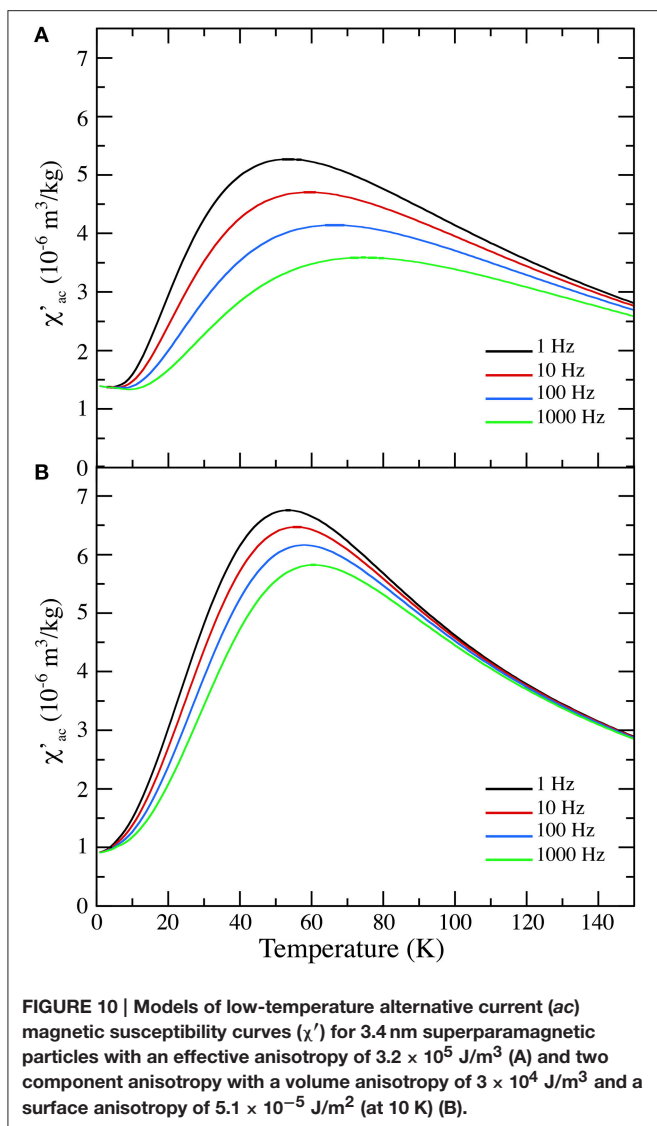 A
7
6
5
4
3
2
1
0
χ'ac (10-6 m3/kg)
1 Hz
10 Hz
100 Hz
1000 Hz
B
7
6
5
4
3
2
1
0
χ'ac (10-6 m3/kg)
1 Hz
10 Hz
100 Hz
1000 Hz
0 20 40 60 80 100 120 140
Temperature (K)
FIGURE 10 | Models of low-temperature alternative current (ac)
magnetic susceptibility curves (χ′) for 3.4 nm superparamagnetic
particles with an effective anisotropy of 3.2 × 10⁵ J/m³ (A) and two
component anisotropy with a volume anisotropy of 3 × 10⁴ J/m³ and a
surface anisotropy of 5.1 × 10⁻⁵ J/m² (at 10 K) (B).